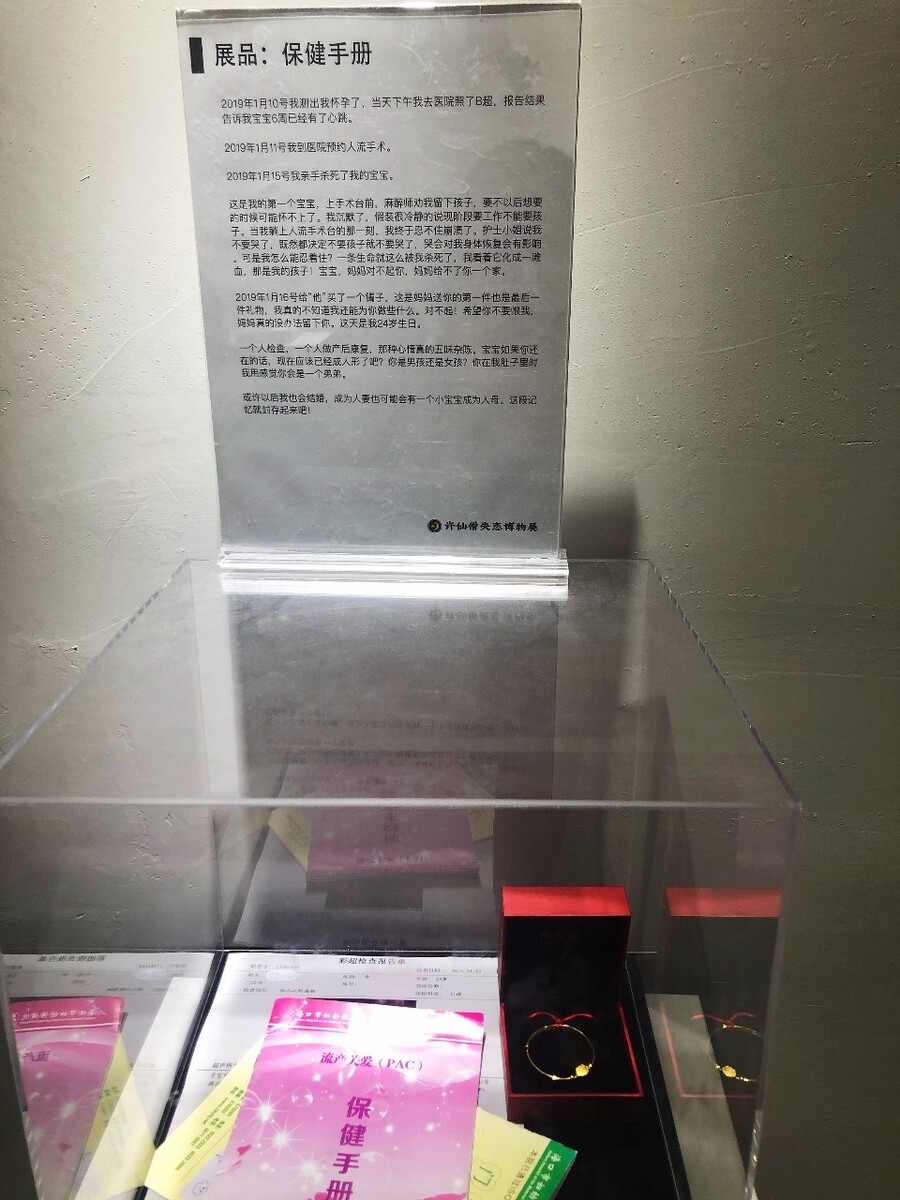 展品：保健手册
2019年1月10号我测出我怀孕了，当天下午我去医院照了B超，报告结果
告诉我宝宝6周已经有了心跳。
2019年1月11号我到医院预约人流手术。
2019年1月15号我亲手杀死了我的宝宝。
这是我的第一个宝宝，上手术台前，麻醉师劝我留下孩子，要不以后想要
的时候可能怀不上了。我沉默了，假装很冷静的说现阶段要工作不能要孩
子。当我躺上人流手术台的那一刻，我终于忍不住崩溃了。护士小姐说我
不要哭了，既然都决定不要孩子就不要哭了，哭会对我身体恢复会有影响
。可是我怎么能忍着住？一条生命就这么被我杀死了，我看着它化成一滩
血，那是我的孩子！宝宝，妈妈对不起你，妈妈给不了你一个家。
2019年1月16号给“他”买了一个镯子，这是妈妈送你的第一件也是最后一
件礼物，我真的不知道我还能为你做些什么。对不起！希望你不要恨我，
妈妈真的没办法留下你。这天是我24岁生日。
一个人检查，一个人做产后康复，那种心情真的五味杂陈。宝宝如果你还
在的话，现在应该已经成人形了吧？你是男孩还是女孩？你在我肚子里时
我用感觉你会是一个弟弟。
或许以后我也会结婚，成为人妻也可能会有一个小宝宝成为人母，这段记
忆就封存起来吧！
许仙僧失恋博物展
彩超检查报告单
流产关爱（PAC）
保健手册
门